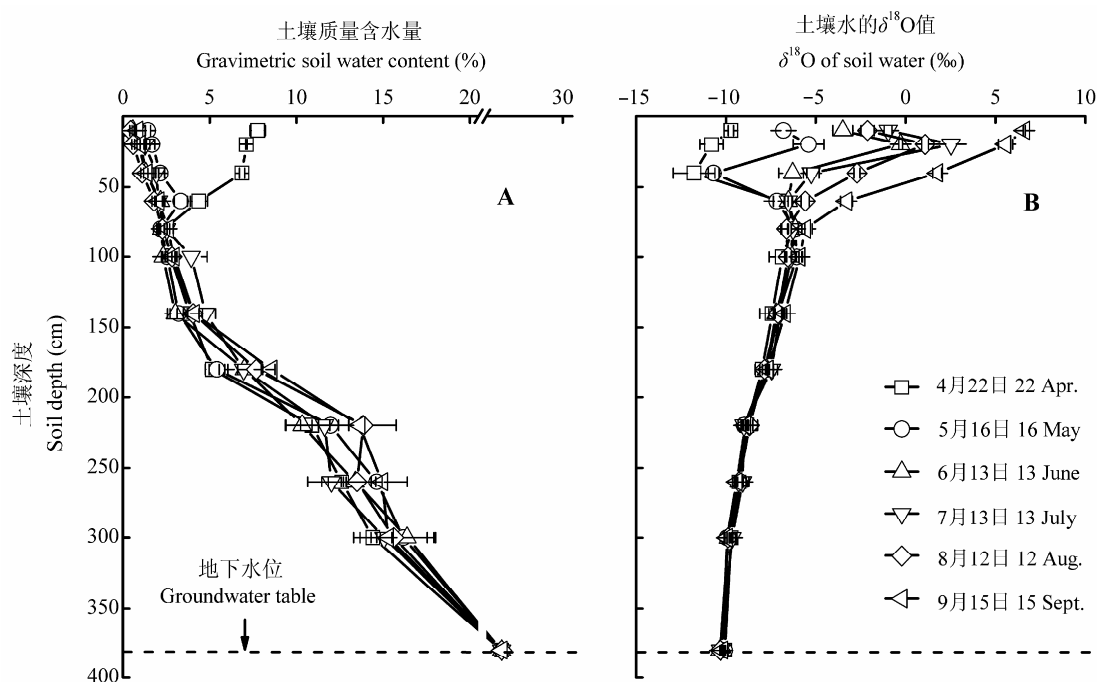 土壤质量含水量
Gravimetric soil water content (%)
0 5 10 15 20 30
土壤水的δ¹⁸O值
δ¹⁸O of soil water (‰)
−15 −10 −5 0 5 10
土壤深度
Soil depth (cm)
0
50
100
150
200
250
300
350
400
A
B
地下水位
Groundwater table
4月22日 22 Apr.
5月16日 16 May
6月13日 13 June
7月13日 13 July
8月12日 12 Aug.
9月15日 15 Sept.